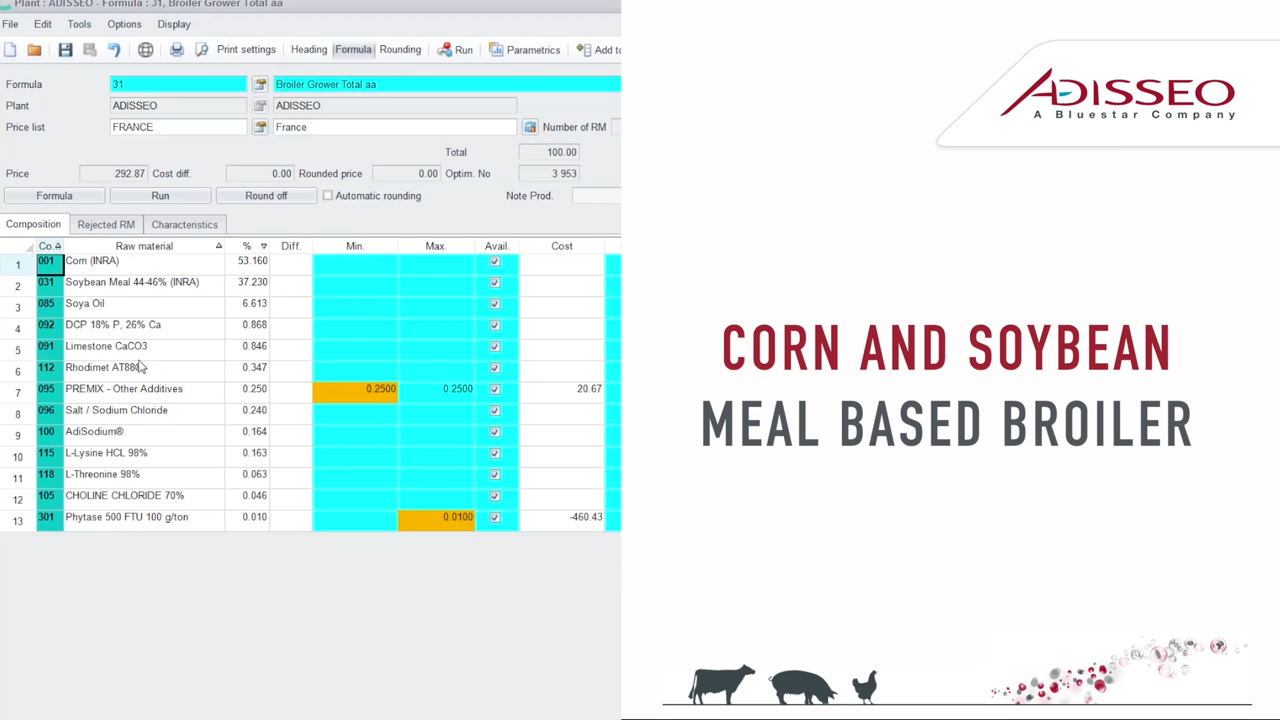 Plant : ADISSEO - Formula : 31, Broiler Grower Total aa
File Edit Tools Options Display
Print settings Heading Formula Rounding Run Parametrics Add to
Formula 31 Broiler Grower Total aa
Plant ADISSEO ADISSEO
Price list FRANCE France Number of RM
Total 100.00
Price 292.87 Cost diff. 0.00 Rounded price 0.00 Optim. No 3 953
Formula Run Round off Automatic rounding Note Prod.
Composition Rejected RM Characteristics
Co. Raw material % Diff. Min. Max. Avail. Cost
1 001 Corn (INRA) 53.160
2 031 Soybean Meal 44-46% (INRA) 37.230
3 085 Soya Oil 6.613
4 092 DCP 18% P, 26% Ca 0.868
5 091 Limestone CaCO3 0.846
6 112 Rhodimet AT88 0.347
7 095 PREMIX - Other Additives 0.250 0.2500 0.2500 20.67
8 096 Salt / Sodium Chloride 0.240
9 100 AdiSodium® 0.164
10 115 L-Lysine HCL 98% 0.163
11 118 L-Threonine 98% 0.063
12 105 CHOLINE CHLORIDE 70% 0.046
13 301 Phytase 500 FTU 100 g/ton 0.010 0.0100 -460.43
ADISSEO
A Bluestar Company
CORN AND SOYBEAN
MEAL BASED BROILER